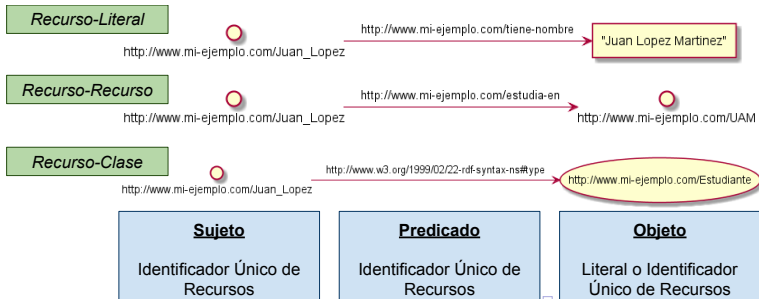 Recurso-Literal
http://www.mi-ejemplo.com/tiene-nombre
http://www.mi-ejemplo.com/Juan_Lopez
"Juan Lopez Martinez"
Recurso-Recurso
http://www.mi-ejemplo.com/estudia-en
http://www.mi-ejemplo.com/Juan_Lopez
http://www.mi-ejemplo.com/UAM
Recurso-Clase
http://www.w3.org/1999/02/22-rdf-syntax-ns#type
http://www.mi-ejemplo.com/Juan_Lopez
http://www.mi-ejemplo.com/Estudiante
Sujeto
Identificador Único de
Recursos
Predicado
Identificador Único de
Recursos
Objeto
Literal o Identificador
Único de Recursos